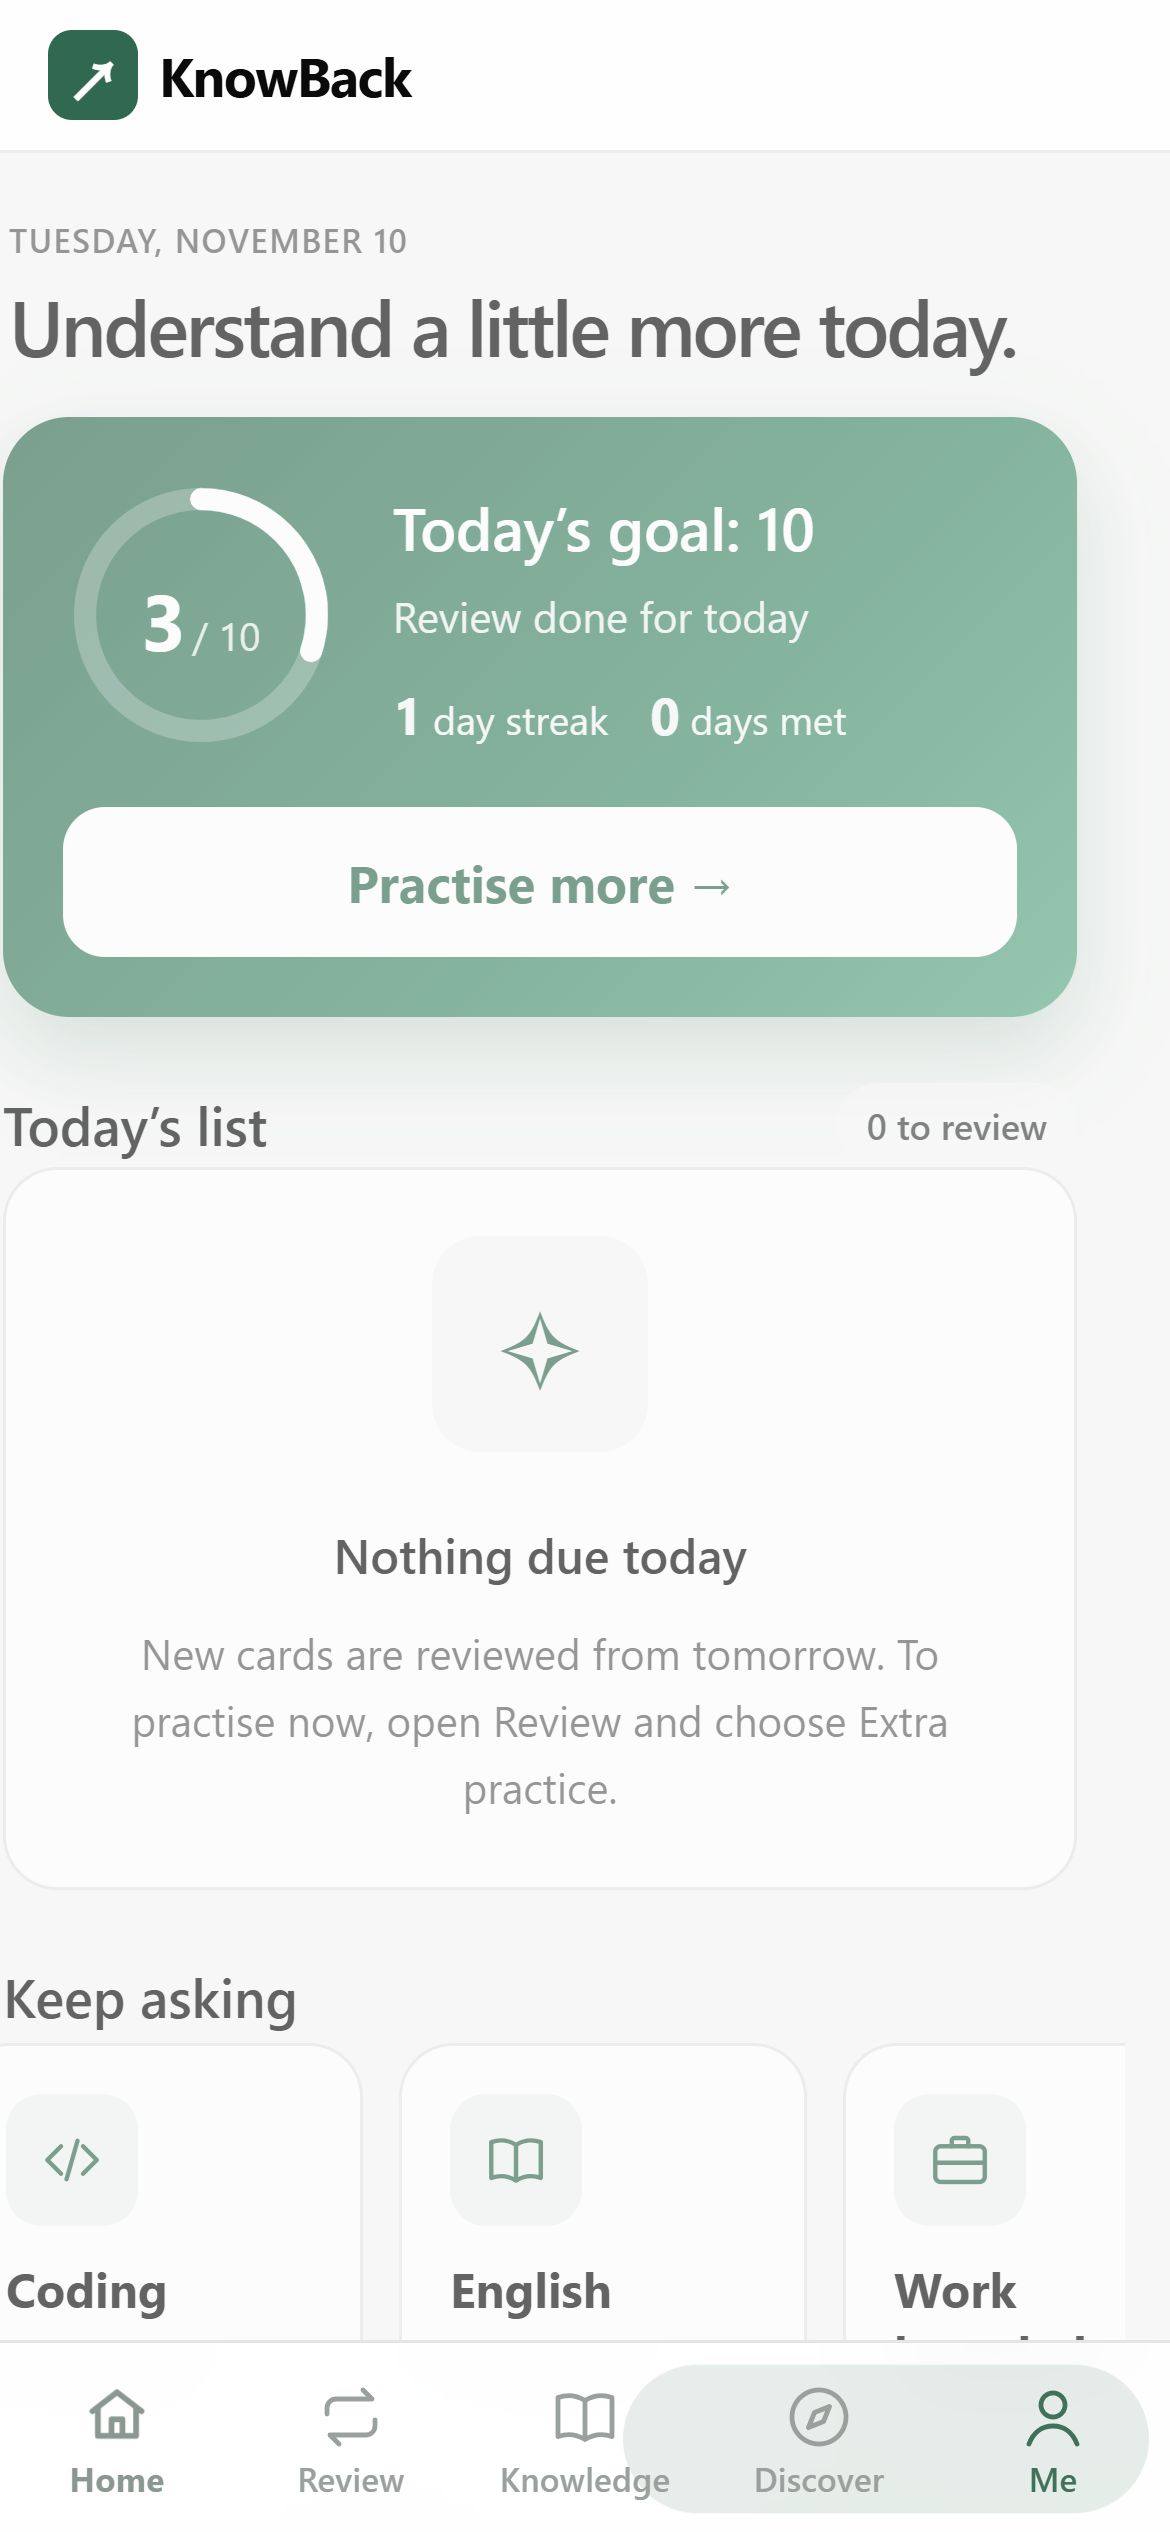 KnowBack
TUESDAY, NOVEMBER 10
Understand a little more today.
3 / 10
Today’s goal: 10
Review done for today
1 day streak 0 days met
Practise more →
Today’s list
0 to review
Nothing due today
New cards are reviewed from tomorrow. To
practise now, open Review and choose Extra
practice.
Keep asking
Coding
English
Work
Home
Review
Knowledge
Discover
Me